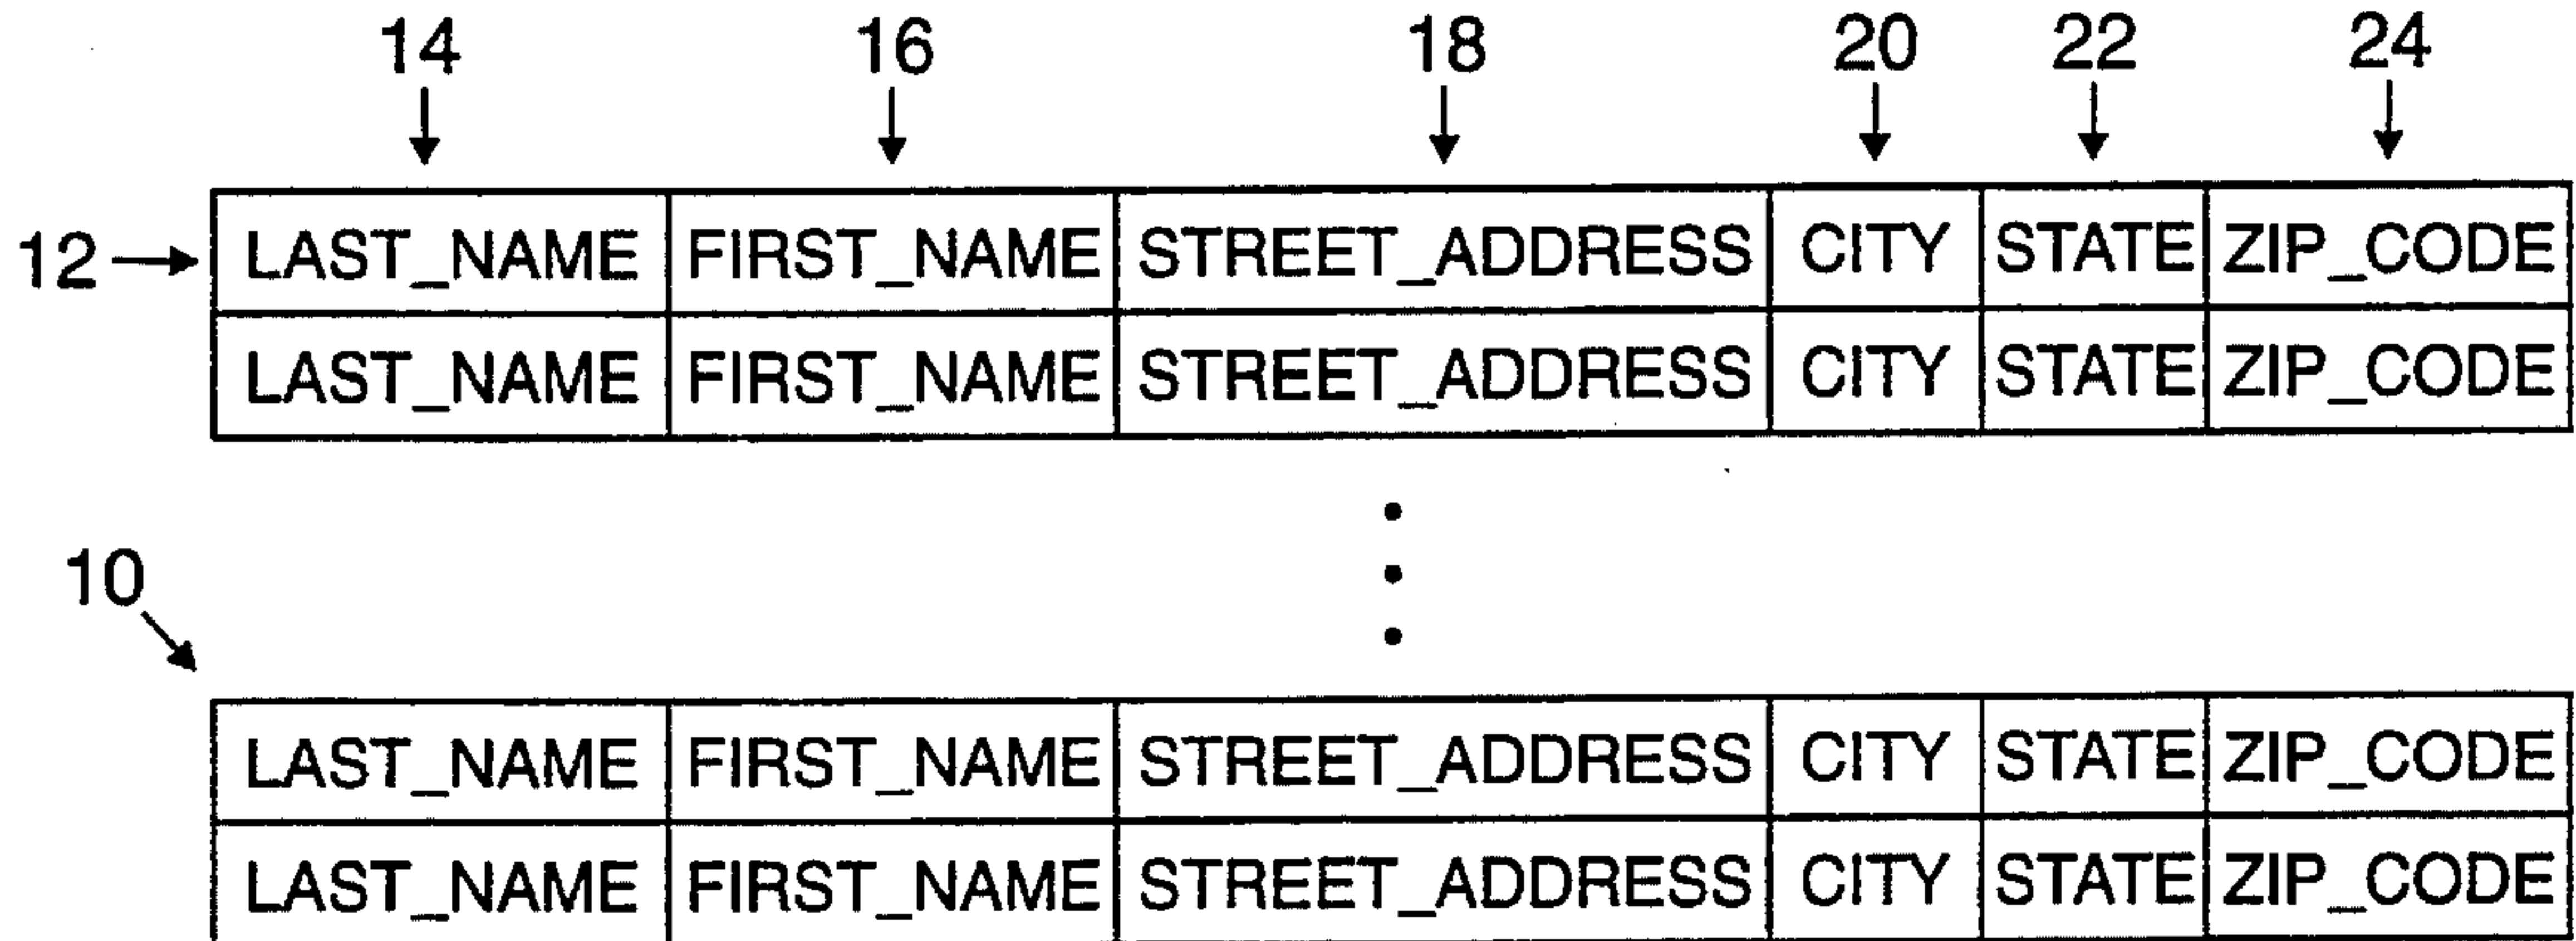 14 16 18 20 22 24
12 LAST_NAME FIRST_NAME STREET_ADDRESS CITY STATE ZIP_CODE
LAST_NAME FIRST_NAME STREET_ADDRESS CITY STATE ZIP_CODE
10
LAST_NAME FIRST_NAME STREET_ADDRESS CITY STATE ZIP_CODE
LAST_NAME FIRST_NAME STREET_ADDRESS CITY STATE ZIP_CODE